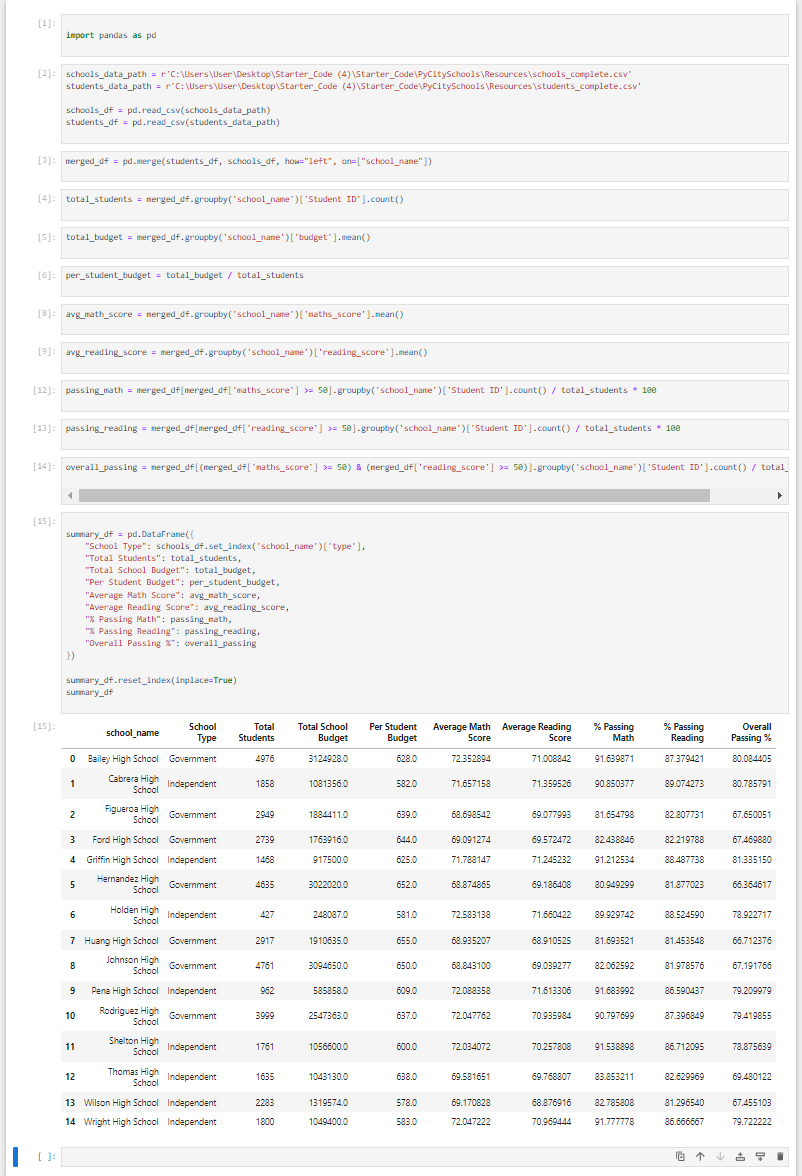 [1]:
import pandas as pd
[2]:
schools_data_path = r'C:\Users\User\Desktop\Starter_Code (4)\Starter_Code\PyCitySchools\Resources\schools_complete.csv'
students_data_path = r'C:\Users\User\Desktop\Starter_Code (4)\Starter_Code\PyCitySchools\Resources\students_complete.csv'
schools_df = pd.read_csv(schools_data_path)
students_df = pd.read_csv(students_data_path)
[3]:
merged_df = pd.merge(students_df, schools_df, how="left", on=["school_name"])
[4]:
total_students = merged_df.groupby('school_name')['Student ID'].count()
[5]:
total_budget = merged_df.groupby('school_name')['budget'].mean()
[6]:
per_student_budget = total_budget / total_students
[8]:
avg_math_score = merged_df.groupby('school_name')['maths_score'].mean()
[9]:
avg_reading_score = merged_df.groupby('school_name')['reading_score'].mean()
[12]:
passing_math = merged_df[merged_df['maths_score'] >= 50].groupby('school_name')['Student ID'].count() / total_students * 100
[13]:
passing_reading = merged_df[merged_df['reading_score'] >= 50].groupby('school_name')['Student ID'].count() / total_students * 100
[14]:
overall_passing = merged_df[(merged_df['maths_score'] >= 50) & (merged_df['reading_score'] >= 50)].groupby('school_name')['Student ID'].count() / total_
[15]:
summary_df = pd.DataFrame({
"School Type": schools_df.set_index('school_name')['type'],
"Total Students": total_students,
"Total School Budget": total_budget,
"Per Student Budget": per_student_budget,
"Average Math Score": avg_math_score,
"Average Reading Score": avg_reading_score,
"% Passing Math": passing_math,
"% Passing Reading": passing_reading,
"Overall Passing %": overall_passing
})
summary_df.reset_index(inplace=True)
summary_df
[15]:
school_name School Type Total Students Total School Budget Per Student Budget Average Math Score Average Reading Score % Passing Math % Passing Reading Overall Passing %
0 Bailey High School Government 4976 3124928.0 628.0 72.352894 71.008842 91.639871 87.379421 80.084405
1 Cabrera High School Independent 1858 1081356.0 582.0 71.657158 71.359526 90.850377 89.074273 80.785791
2 Figueroa High School Government 2949 1884411.0 639.0 68.698542 69.077993 81.654798 82.807731 67.650051
3 Ford High School Government 2739 1763916.0 644.0 69.091274 69.572472 82.438846 82.219788 67.469880
4 Griffin High School Independent 1468 917500.0 625.0 71.788147 71.245232 91.212534 88.487738 81.335150
5 Hernandez High School Government 4635 3022020.0 652.0 68.874865 69.186408 80.949299 81.877023 66.364617
6 Holden High School Independent 427 248087.0 581.0 72.583138 71.660422 89.929742 88.524590 78.922717
7 Huang High School Government 2917 1910635.0 655.0 68.935207 68.910525 81.693521 81.453548 66.712376
8 Johnson High School Government 4761 3094650.0 650.0 68.843100 69.039277 82.062592 81.978576 67.191766
9 Pena High School Independent 962 585858.0 609.0 72.088358 71.613306 91.683992 86.590437 79.209979
10 Rodriguez High School Government 3999 2547363.0 637.0 72.047762 70.935984 90.797699 87.396849 79.419855
11 Shelton High School Independent 1761 1056600.0 600.0 72.034072 70.257808 91.538898 86.712095 78.875639
12 Thomas High School Independent 1635 1043130.0 638.0 69.581651 69.768807 83.853211 82.629969 69.480122
13 Wilson High School Independent 2283 1319574.0 578.0 69.170828 68.876916 82.785808 81.296540 67.455103
14 Wright High School Independent 1800 1049400.0 583.0 72.047222 70.969444 91.777778 86.666667 79.722222
[ ]: